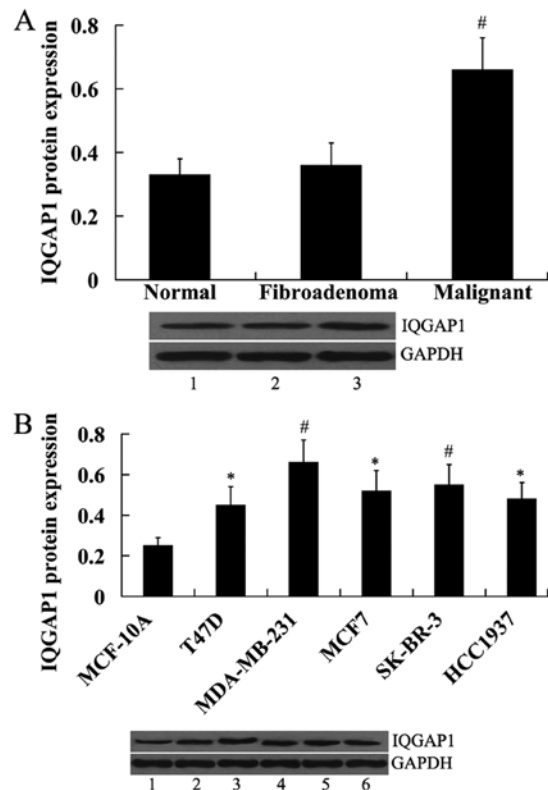 A
IQGAP1 protein expression
0.8
0.6
0.4
0.2
0
#
Normal Fibroadenoma Malignant
IQGAP1
GAPDH
1 2 3
B
IQGAP1 protein expression
0.8
0.6
0.4
0.2
0
* # * # *
MCF-10A T47D MDA-MB-231 MCF7 SK-BR-3 HCC1937
IQGAP1
GAPDH
1 2 3 4 5 6